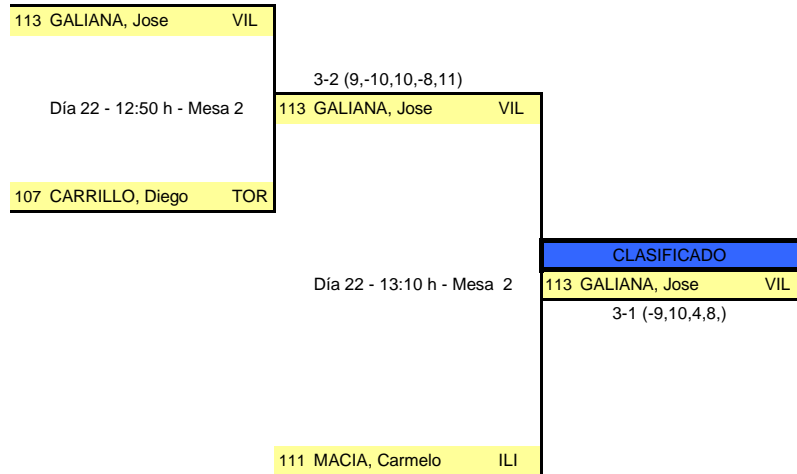 113 GALIANA, Jose VIL
3-2 (9,-10,10,-8,11)
Día 22 - 12:50 h - Mesa 2
113 GALIANA, Jose VIL
107 CARRILLO, Diego TOR
CLASIFICADO
Día 22 - 13:10 h - Mesa 2
113 GALIANA, Jose VIL
3-1 (-9,10,4,8,)
111 MACIA, Carmelo ILI